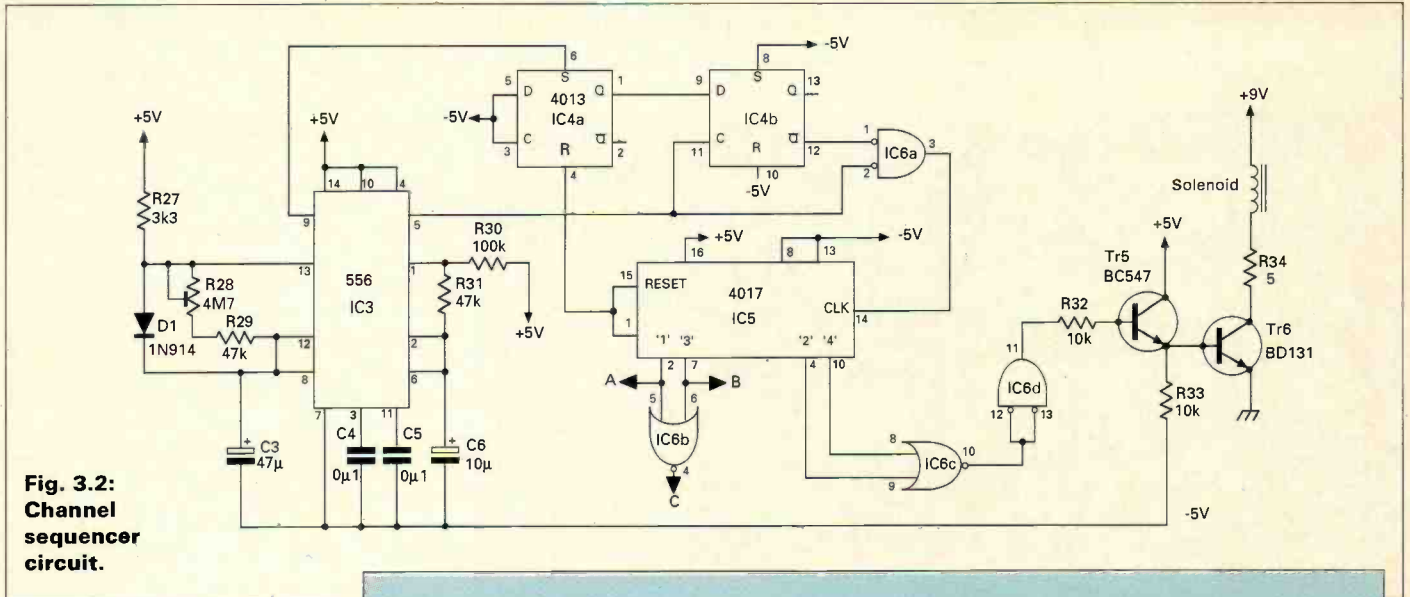 6
S
-5V
8
S
5
D
4013
Q
1
9
D
Q
13
+9V
+5V
+5V
-5V
IC4a
IC4b
C
R
Q
C
R
Q
1
3
2
11
12
IC6a
3
4
10
2
-5V
Solenoid
R27
3k3
14
10
4
9
5
+5V
-5V
+5V
R30
100k
16
8
13
R34
5
13
1
Tr5
BC547
R28
4M7
556
IC3
R31
47k
15
RESET
4017
IC5
CLK
14
R32
10k
D1
1N914
R29
47k
+5V
Tr6
BD131
12
2
1
'1'
'3'
'2'
'4'
11
8
6
2
7
4
10
IC6d
A
B
R33
10k
7
3
11
5
6
12
13
C3
47µ
+
C4
0µ1
C5
0µ1
+
C6
10µ
IC6b
8
IC6c
10
9
4
C
-5V
Fig. 3.2:
Channel
sequencer
circuit.